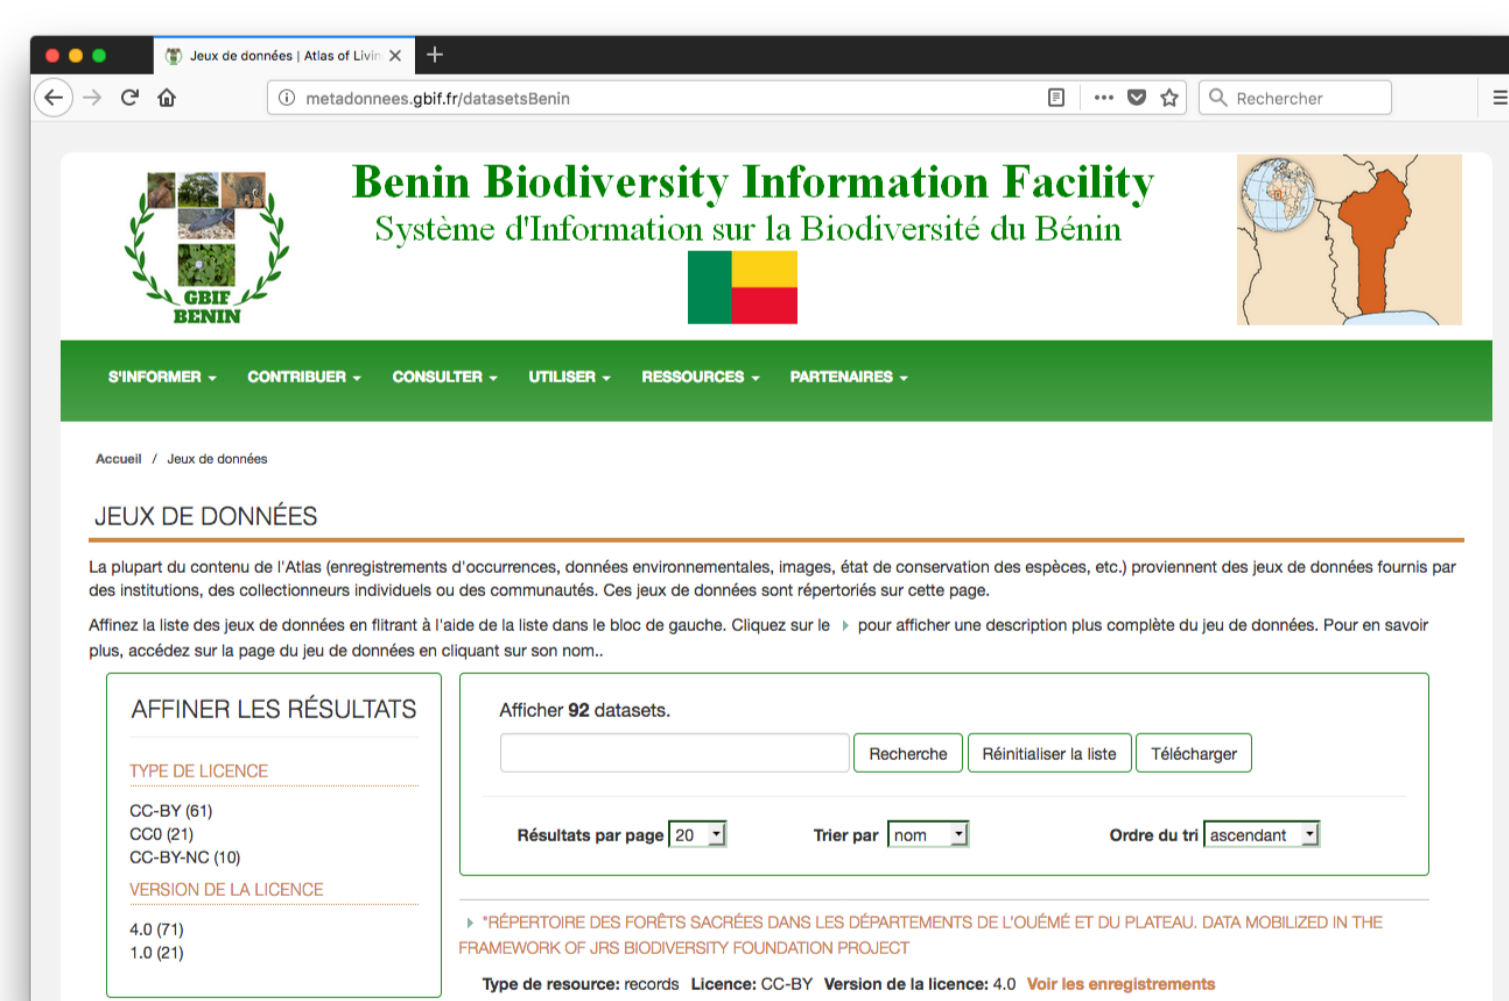 Jeux de données | Atlas of Livin
metadonnees.gbif.fr/datasetsBenin
Rechercher
GBIF
BENIN
Benin Biodiversity Information Facility
Système d'Information sur la Biodiversité du Bénin
S'INFORMER CONTRIBUER CONSULTER UTILISER RESSOURCES PARTENAIRES
Accueil / Jeux de données
JEUX DE DONNÉES
La plupart du contenu de l'Atlas (enregistrements d'occurrences, données environnementales, images, état de conservation des espèces, etc.) proviennent des jeux de données fournis par
des institutions, des collectionneurs individuels ou des communautés. Ces jeux de données sont répertoriés sur cette page.
Affinez la liste des jeux de données en flitrant à l'aide de la liste dans le bloc de gauche. Cliquez sur le pour afficher une description plus complète du jeu de données. Pour en savoir
plus, accédez sur la page du jeu de données en cliquant sur son nom..
AFFINER LES RÉSULTATS
TYPE DE LICENCE
CC-BY (61)
CC0 (21)
CC-BY-NC (10)
VERSION DE LA LICENCE
4.0 (71)
1.0 (21)
Afficher 92 datasets.
Recherche Réinitialiser la liste Télécharger
Résultats par page 20 Trier par nom Ordre du tri ascendant
"RÉPERTOIRE DES FORÊTS SACRÉES DANS LES DÉPARTEMENTS DE L'OUÉMÉ ET DU PLATEAU. DATA MOBILIZED IN THE
FRAMEWORK OF JRS BIODIVERSITY FOUNDATION PROJECT
Type de resource: records Licence: CC-BY Version de la licence: 4.0 Voir les enregistrements